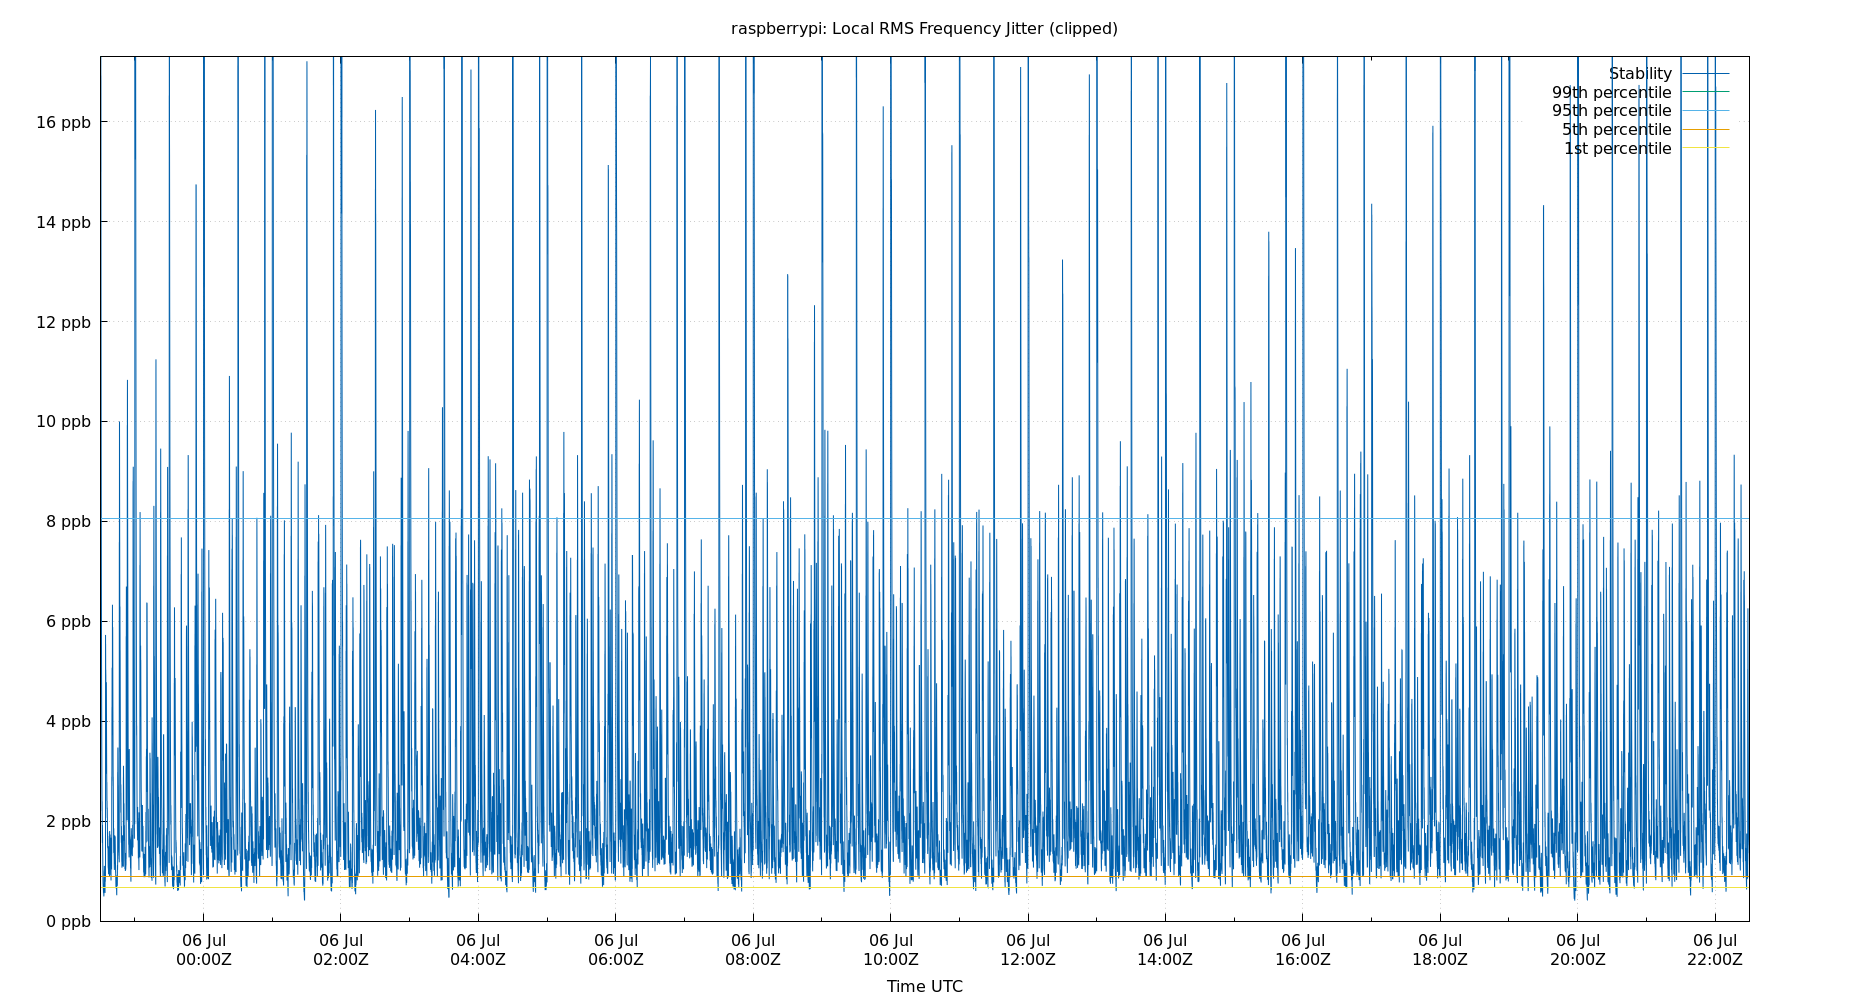 raspberrypi: Local RMS Frequency Jitter (clipped)
Stability
99th percentile
95th percentile
5th percentile
1st percentile
16 ppb
14 ppb
12 ppb
10 ppb
8 ppb
6 ppb
4 ppb
2 ppb
0 ppb
06 Jul 06 Jul 06 Jul 06 Jul 06 Jul 06 Jul 06 Jul 06 Jul 06 Jul 06 Jul 06 Jul 06 Jul
00:00Z 02:00Z 04:00Z 06:00Z 08:00Z 10:00Z 12:00Z 14:00Z 16:00Z 18:00Z 20:00Z 22:00Z
Time UTC